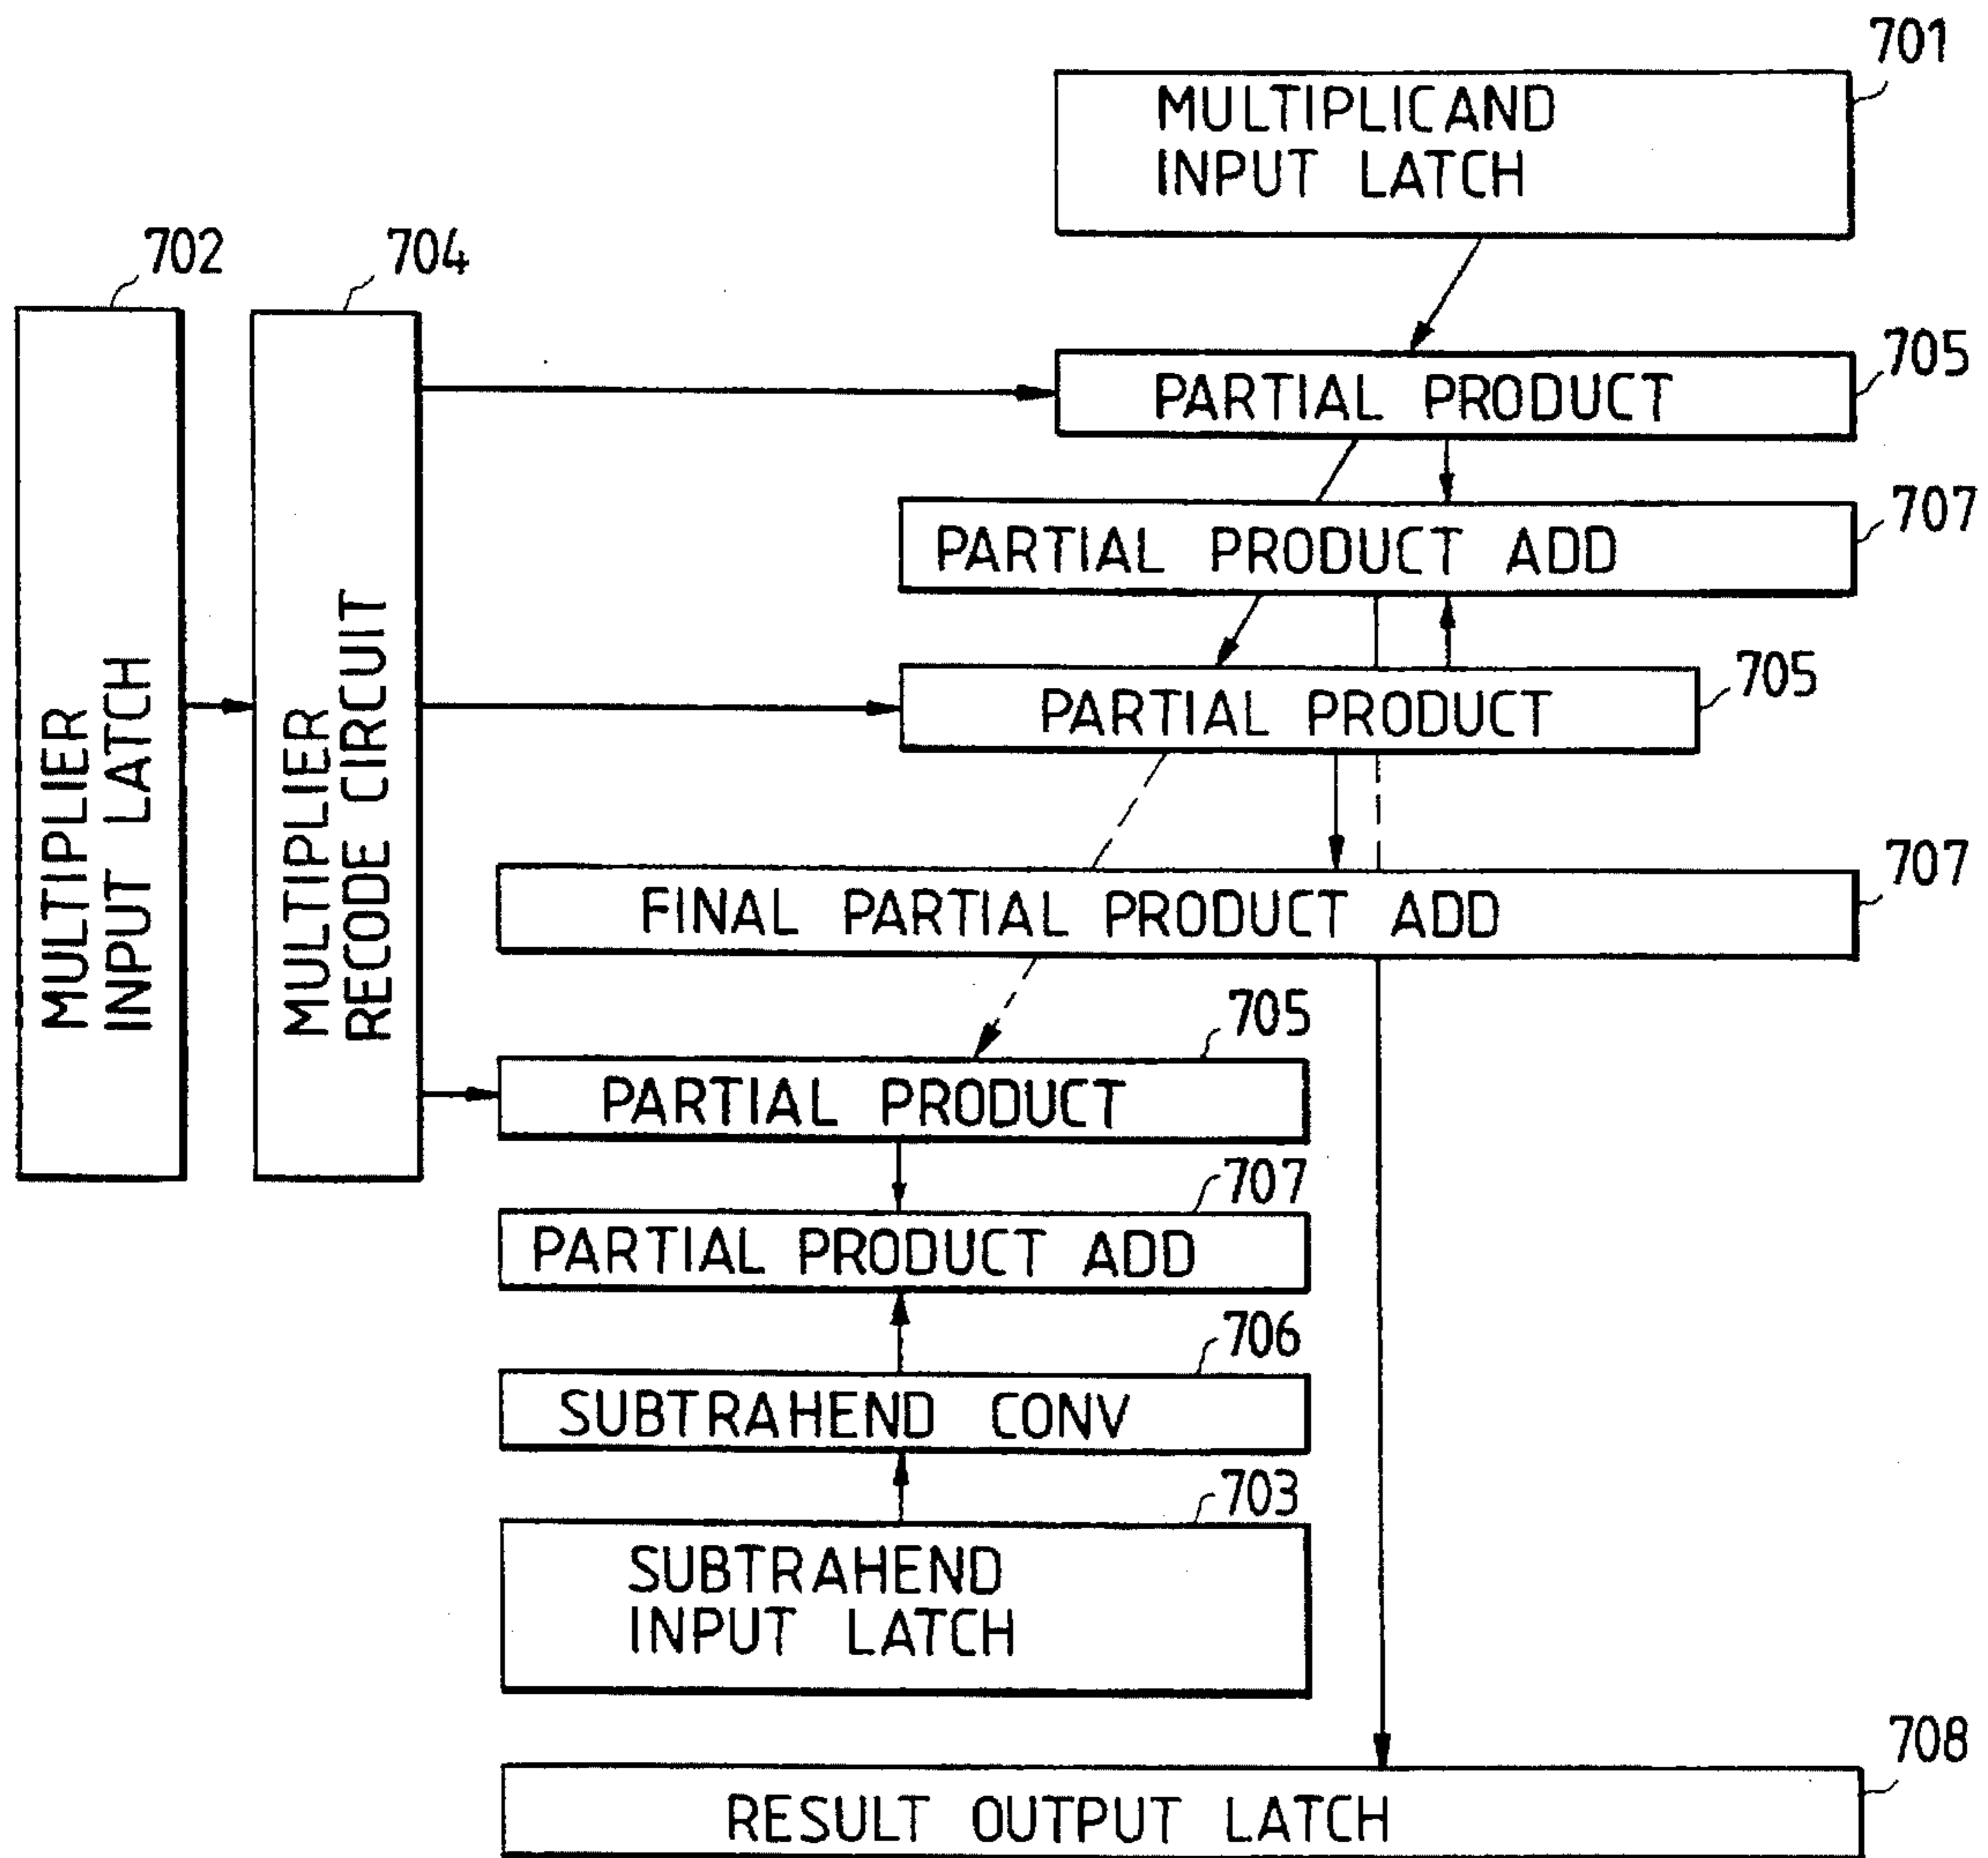 701
MULTIPLICAND
INPUT LATCH
702
704
705
PARTIAL PRODUCT
707
PARTIAL PRODUCT ADD
MULTIPLIER
INPUT LATCH
MULTIPLIER
RECODE CIRCUIT
705
PARTIAL PRODUCT
707
FINAL PARTIAL PRODUCT ADD
705
PARTIAL PRODUCT
707
PARTIAL PRODUCT ADD
706
SUBTRAHEND CONV
703
SUBTRAHEND
INPUT LATCH
708
RESULT OUTPUT LATCH